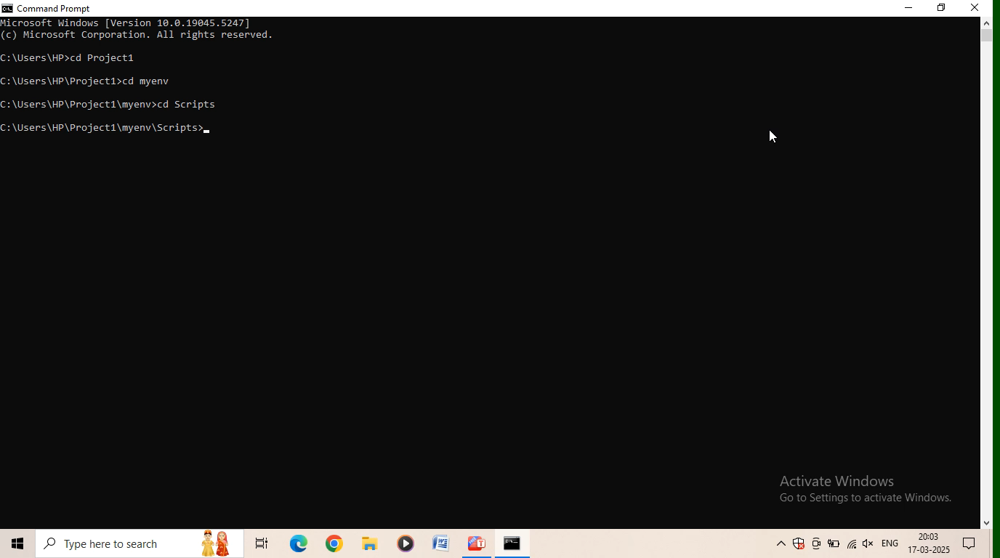 Command Prompt
Microsoft Windows [Version 10.0.19045.5247]
(c) Microsoft Corporation. All rights reserved.
C:\Users\HP>cd Project1
C:\Users\HP\Project1>cd myenv
C:\Users\HP\Project1\myenv>cd Scripts
C:\Users\HP\Project1\myenv\Scripts>
Activate Windows
Go to Settings to activate Windows.
Type here to search
ENG
20:03
17-03-2025